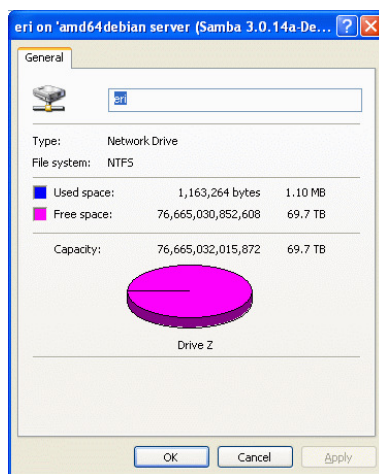 eri on 'amd64debian server (Samba 3.0.14a-De...
General
eri
Type: Network Drive
File system: NTFS
Used space: 1,163,264 bytes 1.10 MB
Free space: 76,665,030,852,608 69.7 TB
Capacity: 76,665,032,015,872 69.7 TB
Drive Z
OK Cancel Apply